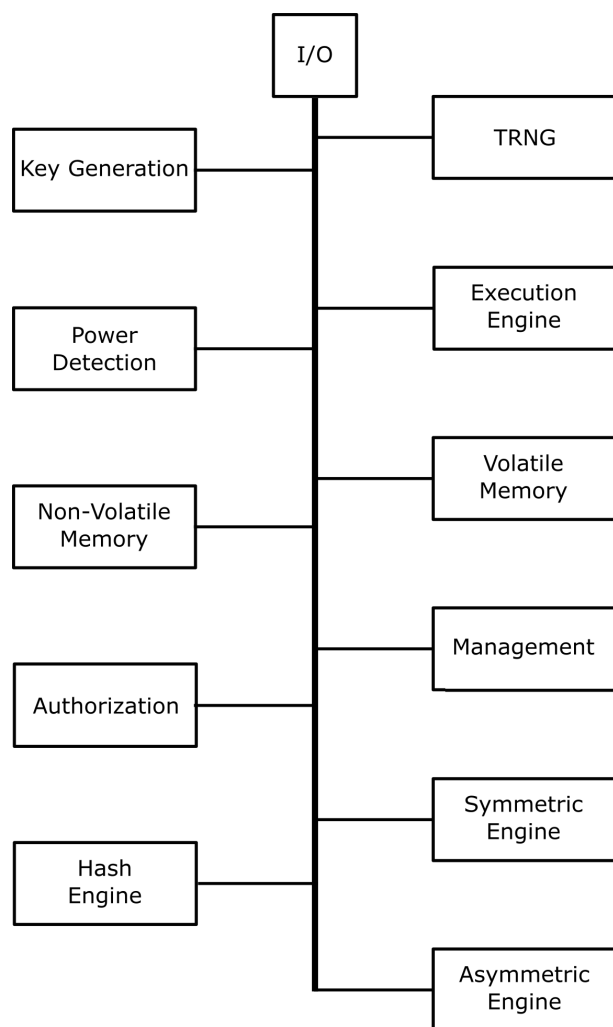 I/O
TRNG
Key Generation
Execution
Engine
Power
Detection
Volatile
Memory
Non-Volatile
Memory
Management
Authorization
Symmetric
Engine
Hash
Engine
Asymmetric
Engine